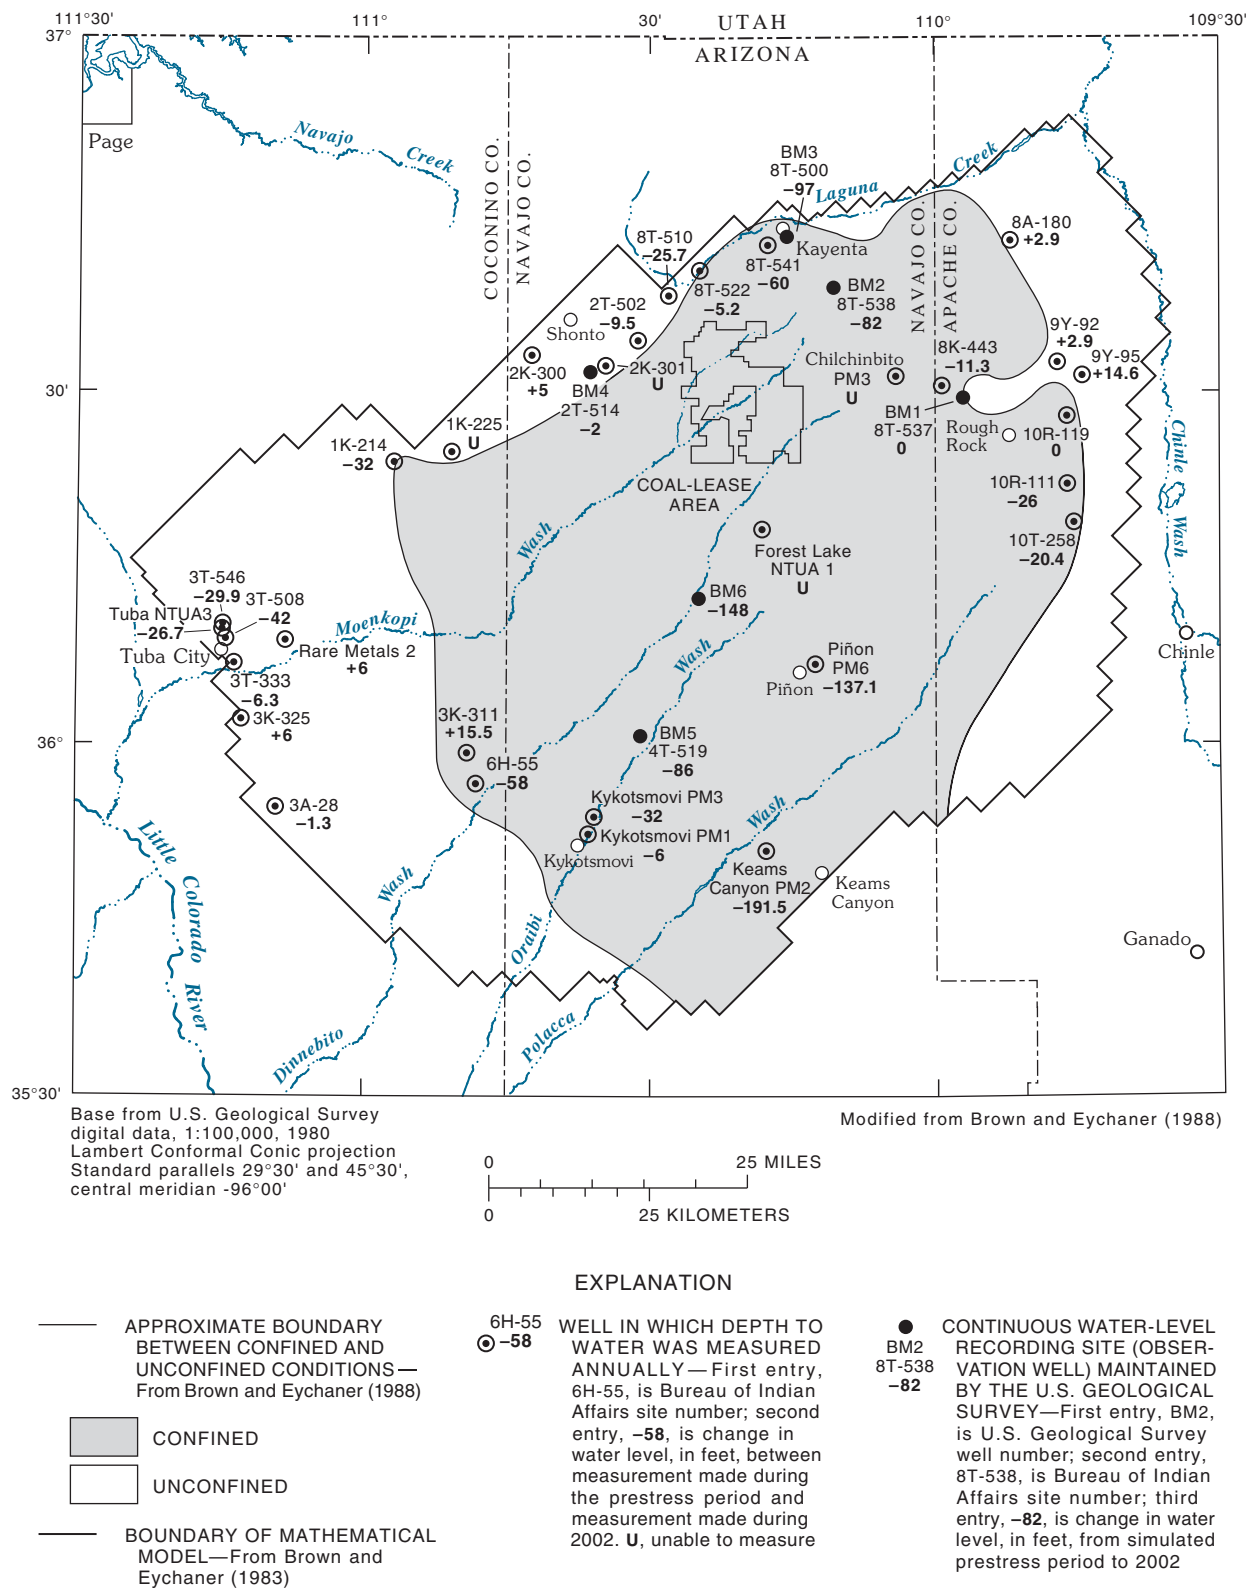 111°30'
111°
30'
UTAH
110°
109°30'
37°
ARIZONA
Page
Navajo
Creek
COCONINO CO.
NAVAJO CO.
BM3
8T-500
−97
Laguna
Creek
NAVAJO CO.
APACHE CO.
8A-180
+2.9
8T-510
−25.7
Kayenta
8T-541
−60
8T-522
−5.2
BM2
8T-538
−82
2T-502
−9.5
Shonto
2K-300
+5
2K-301
U
BM4
2T-514
−2
Chilchinbito
PM3
U
8K-443
−11.3
9Y-92
+2.9
9Y-95
+14.6
30'
BM1
8T-537
0
Rough
Rock
10R-119
0
1K-225
U
1K-214
−32
COAL-LEASE
AREA
10R-111
−26
10T-258
−20.4
Chinle
Wash
Wash
Forest Lake
NTUA 1
U
3T-546
−29.9
3T-508
−42
Tuba NTUA3
−26.7
Tuba City
Moenkopi
Rare Metals 2
+6
BM6
−148
Wash
Chinle
3T-333
−6.3
3K-325
+6
Piñon
PM6
−137.1
Piñon
36°
3K-311
+15.5
6H-55
−58
BM5
4T-519
−86
3A-28
−1.3
Kykotsmovi PM3
−32
Kykotsmovi PM1
−6
Kykotsmovi
Wash
Little
Colorado
River
Wash
Keams
Canyon PM2
−191.5
Keams
Canyon
Oraibi
Ganado
Dinnebito
Polacca
35°30'
Base from U.S. Geological Survey
digital data, 1:100,000, 1980
Lambert Conformal Conic projection
Standard parallels 29°30' and 45°30',
central meridian -96°00'
Modified from Brown and Eychaner (1988)
0
25 MILES
0
25 KILOMETERS
EXPLANATION
APPROXIMATE BOUNDARY
BETWEEN CONFINED AND
UNCONFINED CONDITIONS—
From Brown and Eychaner (1988)
CONFINED
UNCONFINED
BOUNDARY OF MATHEMATICAL
MODEL—From Brown and
Eychaner (1983)
6H-55
−58
WELL IN WHICH DEPTH TO
WATER WAS MEASURED
ANNUALLY—First entry,
6H-55, is Bureau of Indian
Affairs site number; second
entry, −58, is change in
water level, in feet, between
measurement made during
the prestress period and
measurement made during
2002. U, unable to measure
BM2
8T-538
−82
CONTINUOUS WATER-LEVEL
RECORDING SITE (OBSER-
VATION WELL) MAINTAINED
BY THE U.S. GEOLOGICAL
SURVEY—First entry, BM2,
is U.S. Geological Survey
well number; second entry,
8T-538, is Bureau of Indian
Affairs site number; third
entry, −82, is change in water
level, in feet, from simulated
prestress period to 2002